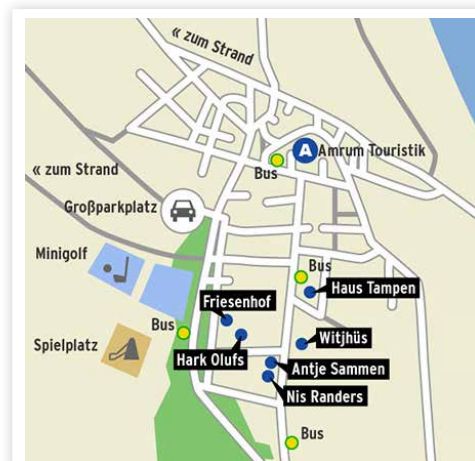 « zum Strand
A
Amrum Touristik
Bus
« zum Strand
Großparkplatz
Minigolf
Bus
Haus Tampen
Friesenhof
Bus
Spielplatz
Hark Olufs
Witjhüs
Antje Sammen
Nis Randers
Bus